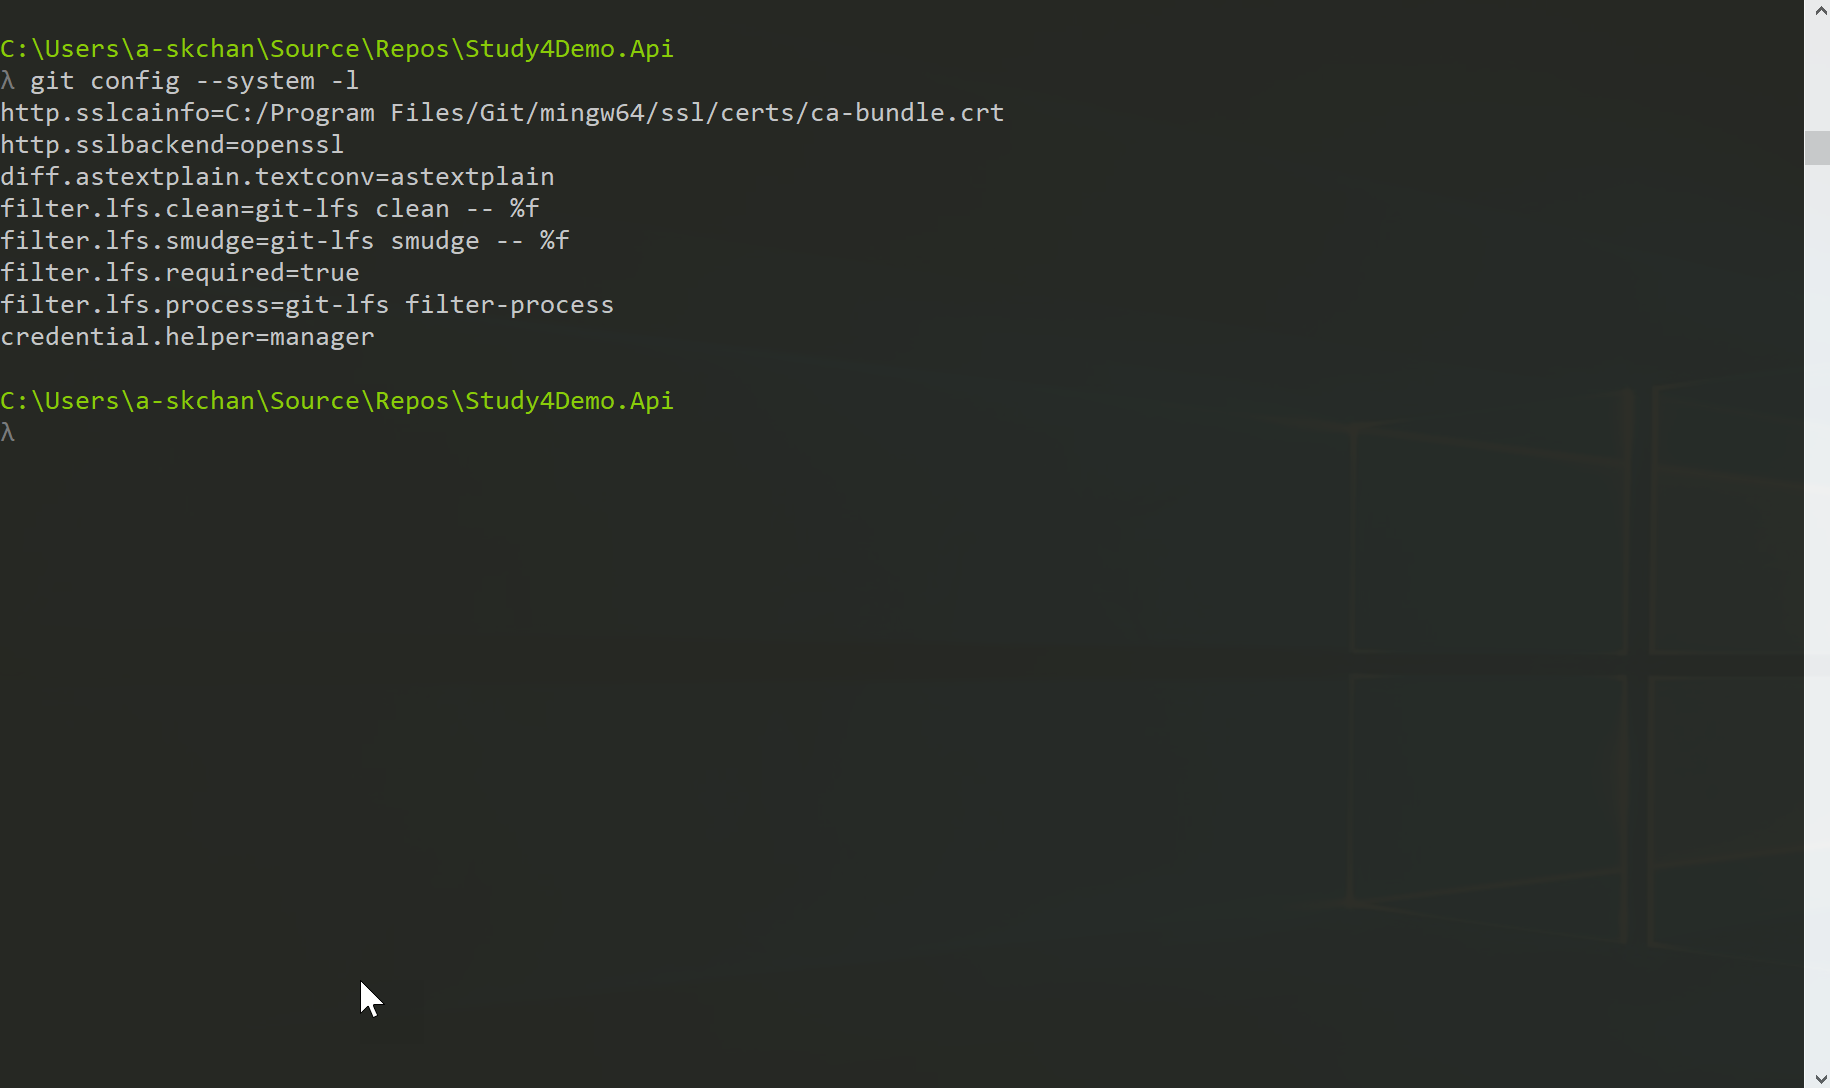 C:\Users\a-skchan\Source\Repos\Study4Demo.Api
λ git config --system -l
http.sslcainfo=C:/Program Files/Git/mingw64/ssl/certs/ca-bundle.crt
http.sslbackend=openssl
diff.astextplain.textconv=astextplain
filter.lfs.clean=git-lfs clean -- %f
filter.lfs.smudge=git-lfs smudge -- %f
filter.lfs.required=true
filter.lfs.process=git-lfs filter-process
credential.helper=manager
C:\Users\a-skchan\Source\Repos\Study4Demo.Api
λ